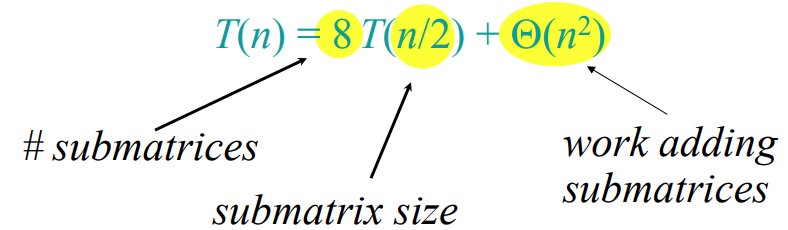 T(n) = 8 T(n/2) + Θ(n²)
# submatrices
submatrix size
work adding
submatrices